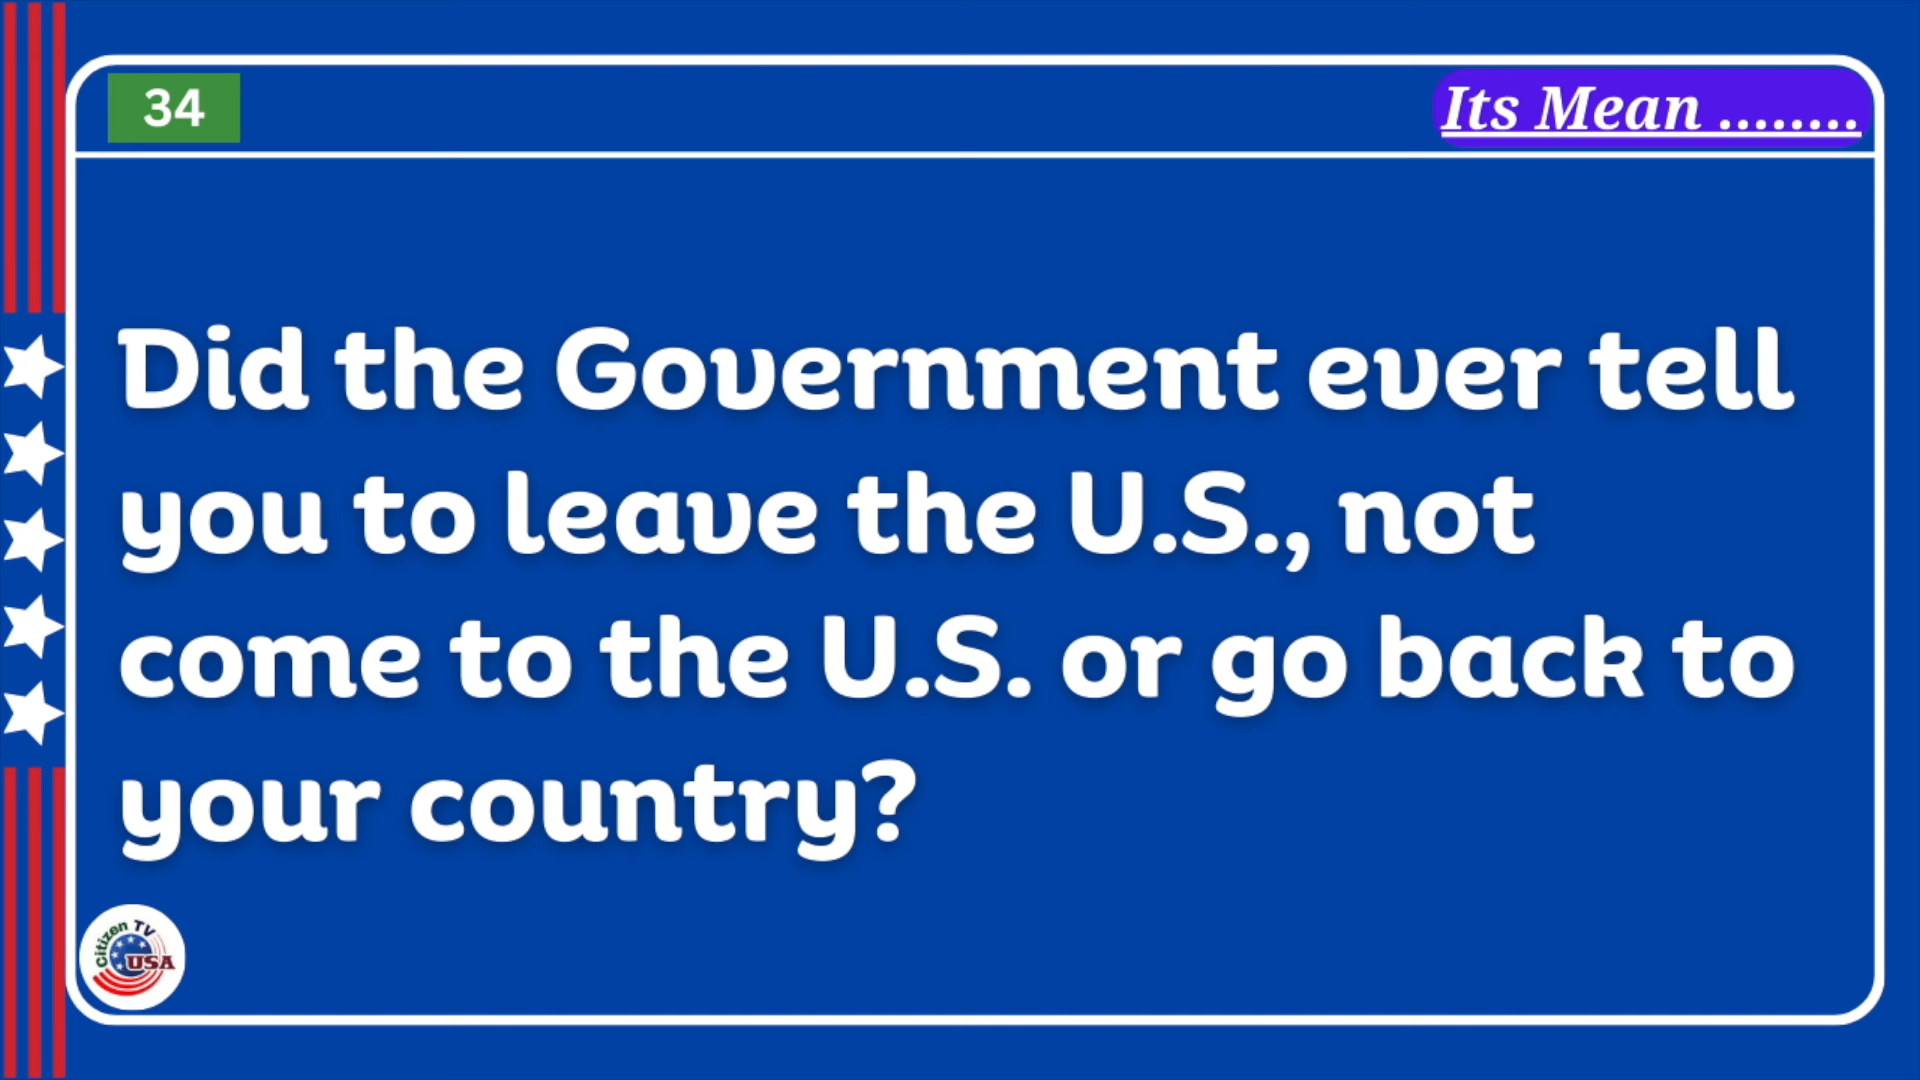 34
Its Mean ........
Did the Government ever tell
you to leave the U.S., not
come to the U.S. or go back to
your country?
Citizen TV
USA